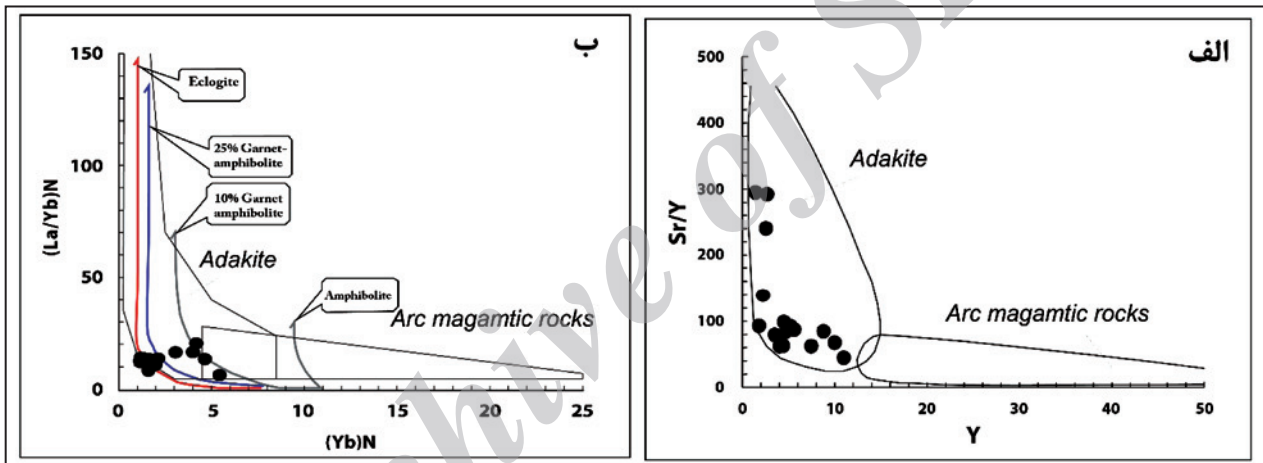 ب
150
100
50
0
(La/Yb)N
Eclogite
25% Garnet-
amphibolite
10% Garnet
amphibolite
Adakite
Amphibolite
Arc magamtic rocks
0
5
10
15
20
25
(Yb)N
الف
500
400
300
200
100
0
Sr/Y
Adakite
Arc magamtic rocks
0
10
20
30
40
50
Y
hive of S